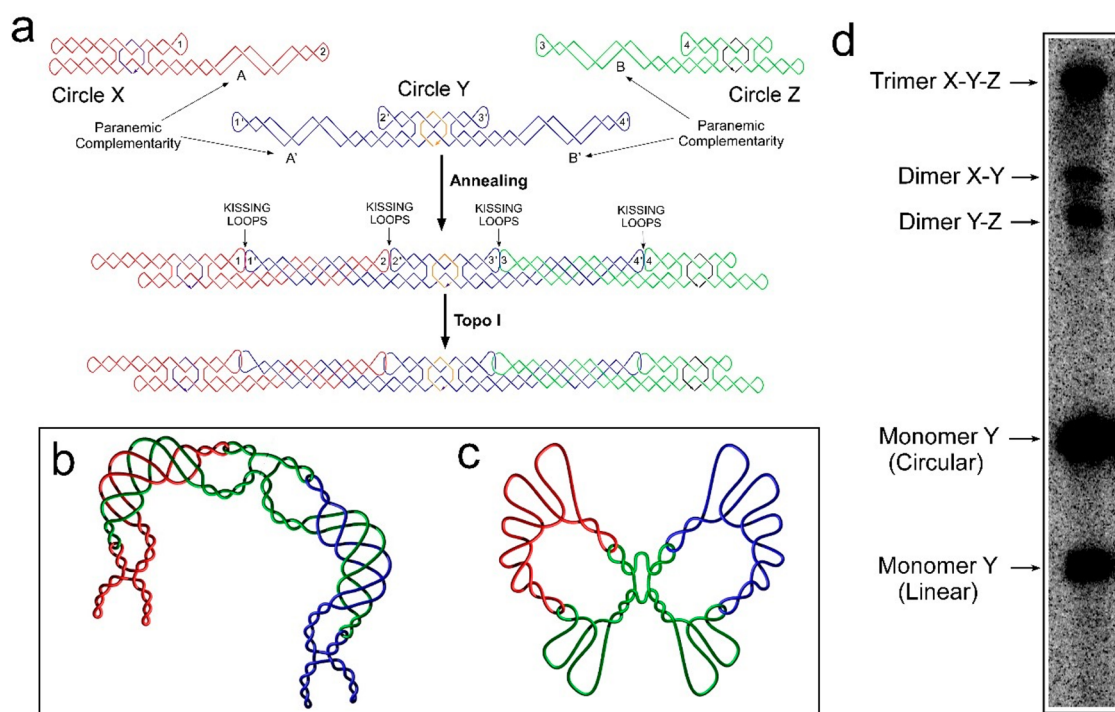 a
1
2
A
Circle X
3
4
B
Circle Z
Circle Y
1'
2'
3'
4'
A'
B'
Paranemic
Complementarity
Paranemic
Complementarity
Annealing
KISSING
LOOPS
KISSING
LOOPS
KISSING
LOOPS
KISSING
LOOPS
1 1'
2 2'
3' 3
4' 4
Topo I
b
c
d
Trimer X-Y-Z
Dimer X-Y
Dimer Y-Z
Monomer Y
(Circular)
Monomer Y
(Linear)